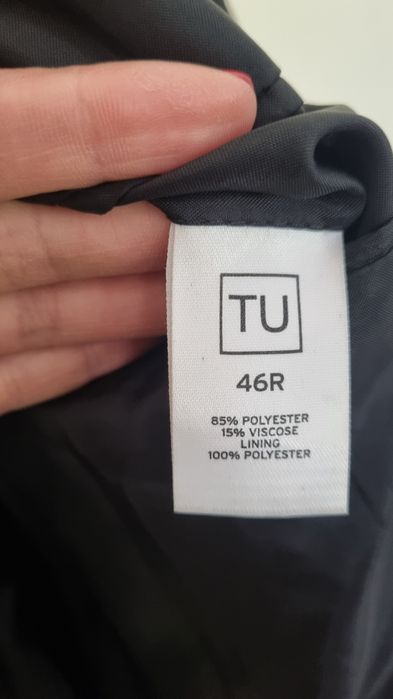 TU
46R
85% POLYESTER
15% VISCOSE
LINING
100% POLYESTER